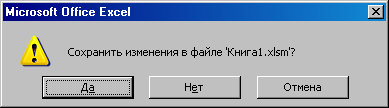 Microsoft Office Excel
Сохранить изменения в файле 'Книга1.xlsm'?
Да Нет Отмена